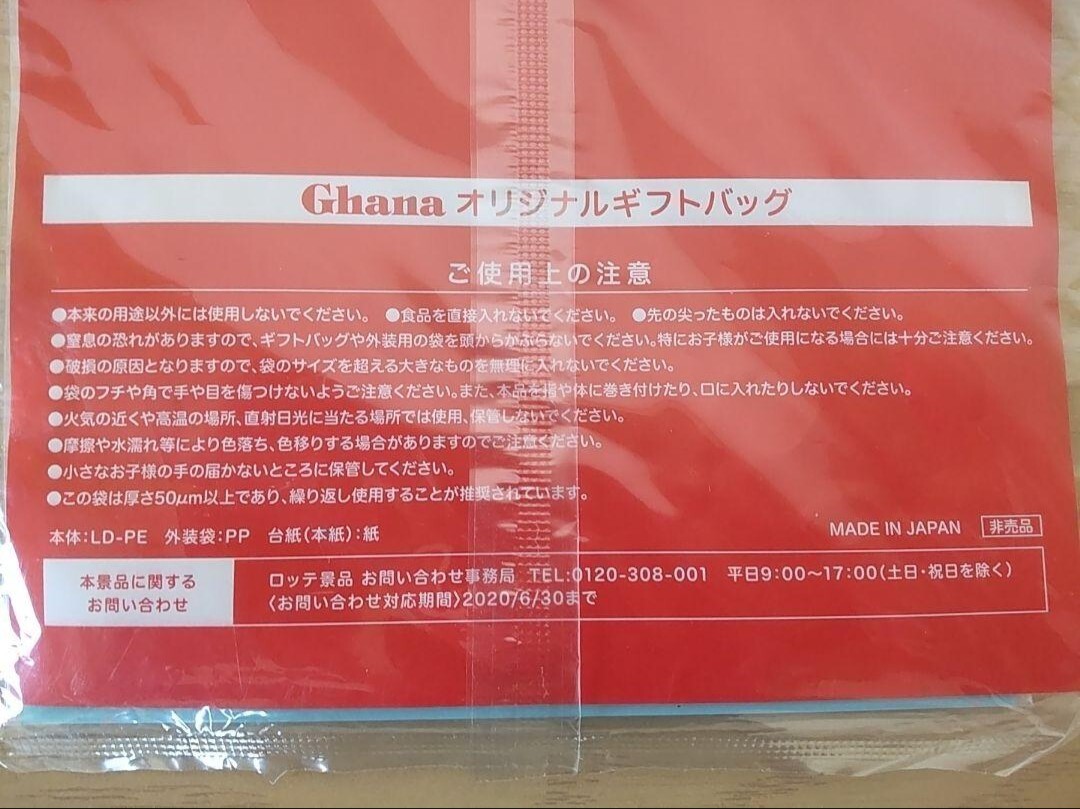 Ghana オリジナルギフトバッグ
ご使用上の注意
●本来の用途以外には使用しないでください。 ●食品を直接入れないでください。 ●先の尖ったものは入れないでください。
●窒息の恐れがありますので、ギフトバッグや外装用の袋を頭からかぶらないでください。特にお子様がご使用になる場合には十分ご注意ください。
●破損の原因となりますので、袋のサイズを超える大きなものを無理に入れないでください。
●袋のフチや角で手や目を傷つけないようご注意ください。また、本品を指や体に巻き付けたり、口に入れたりしないでください。
●火気の近くや高温の場所、直射日光に当たる場所では使用、保管しないでください。
●摩擦や水濡れ等により色落ち、色移りする場合がありますのでご注意ください。
●小さなお子様の手の届かないところに保管してください。
●この袋は厚さ50μm以上であり、繰り返し使用することが推奨されています。
本体:LD-PE 外装袋:PP 台紙(本紙):紙
MADE IN JAPAN 非売品
本景品に関する
お問い合わせ
ロッテ景品 お問い合わせ事務局 TEL:0120-308-001 平日9:00〜17:00(土日・祝日を除く)
〈お問い合わせ対応期間〉2020/6/30まで